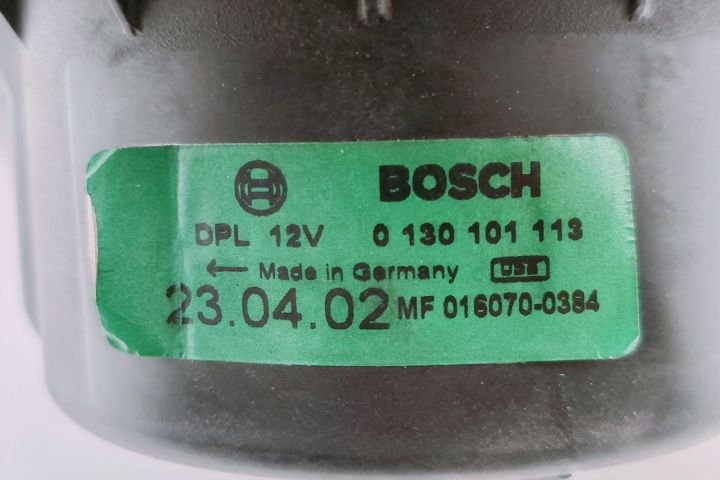 BOSCH
DPL 12V 0 130 101 113
← Made in Germany
23.04.02 MF 016070-0384